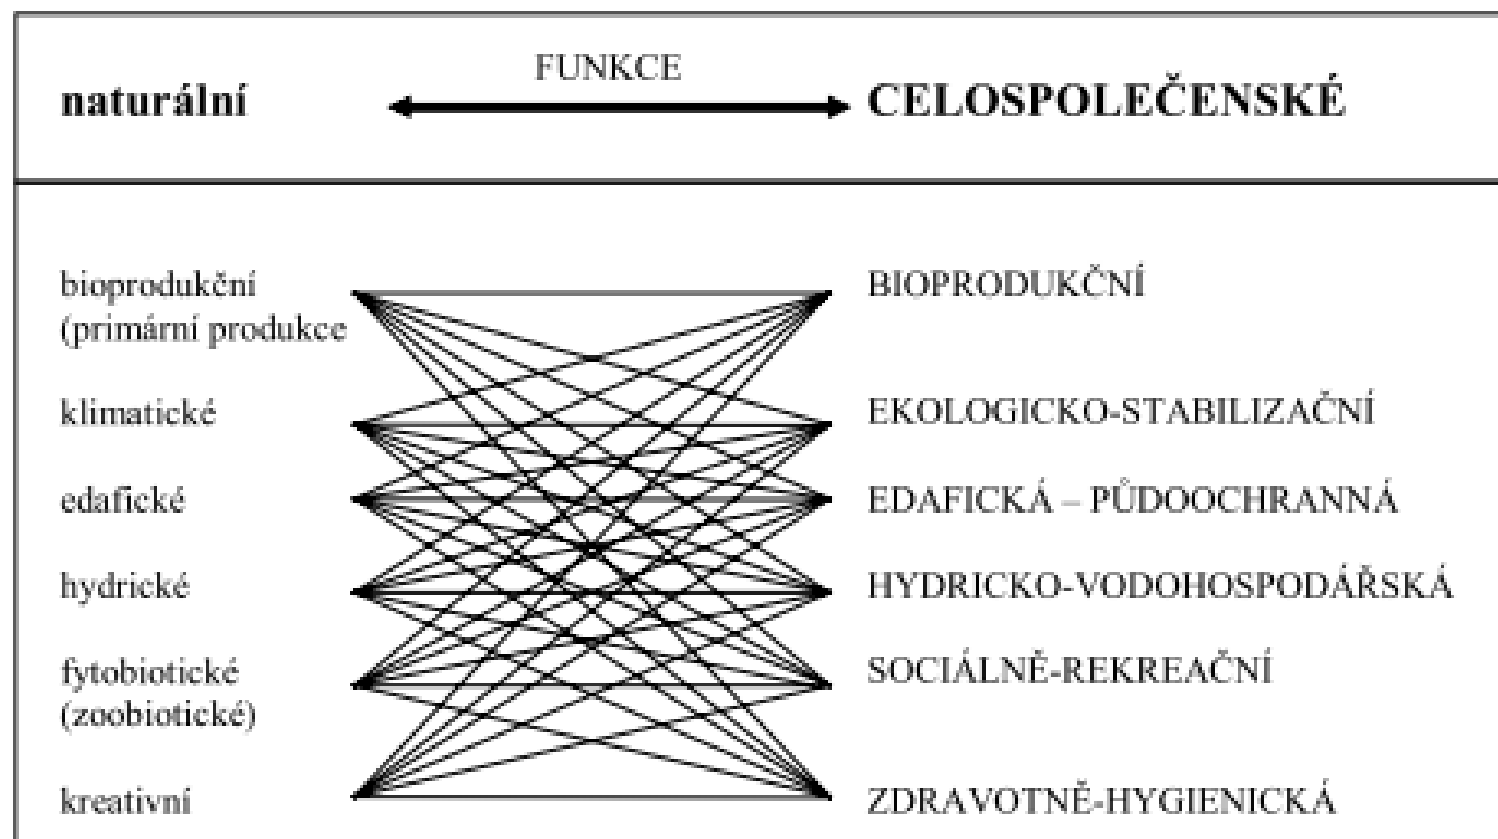 FUNKCE
naturální CELOSPOLEČENSKÉ
bioprodukční BIOPRODUKČNÍ
(primární produkce
klimatické EKOLOGICKO-STABILIZAČNÍ
edafické EDAFICKÁ – PŮDOOCHRANNÁ
hydrické HYDRICKO-VODOHOSPODÁŘSKÁ
fytobiotické SOCIÁLNĚ-REKREAČNÍ
(zoobiotické)
kreativní ZDRAVOTNĚ-HYGIENICKÁ